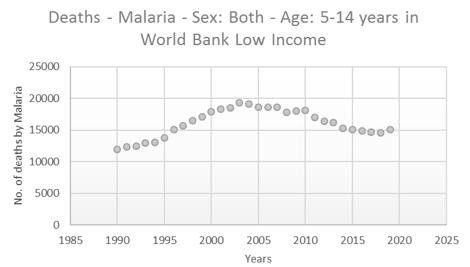 Deaths - Malaria - Sex: Both - Age: 5-14 years in
World Bank Low Income
No. of deaths by Malaria
25000
20000
15000
10000
5000
0
1985 1990 1995 2000 2005 2010 2015 2020 2025
Years